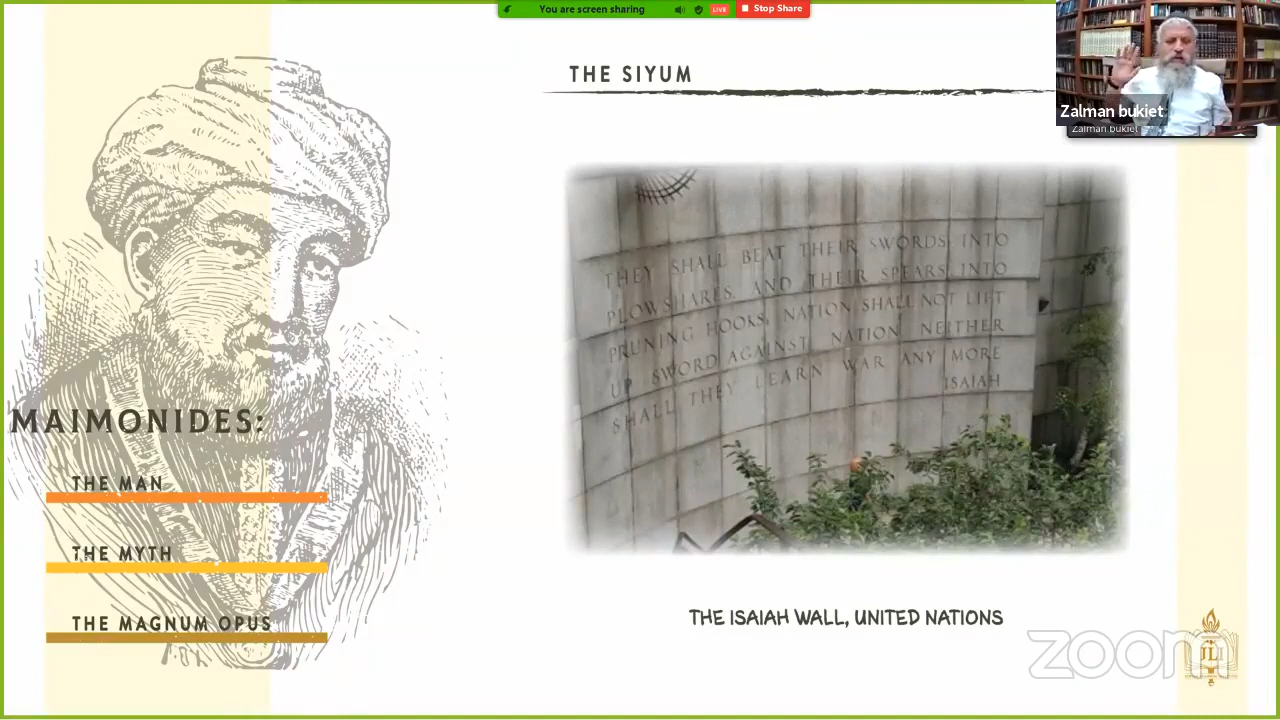 You are screen sharing
LIVE
Stop Share
THE SIYUM
Zalman bukiet
Zalman bukiet
THEY SHALL BEAT THEIR SWORDS INTO
PLOWSHARES. AND THEIR SPEARS INTO
PRUNING HOOKS. NATION SHALL NOT LIFT
UP SWORD AGAINST NATION NEITHER
SHALL THEY LEARN WAR ANY MORE
ISAIAH
MAIMONIDES:
THE MAN
THE MYTH
THE MAGNUM OPUS
THE ISAIAH WALL, UNITED NATIONS
zoom
JLI